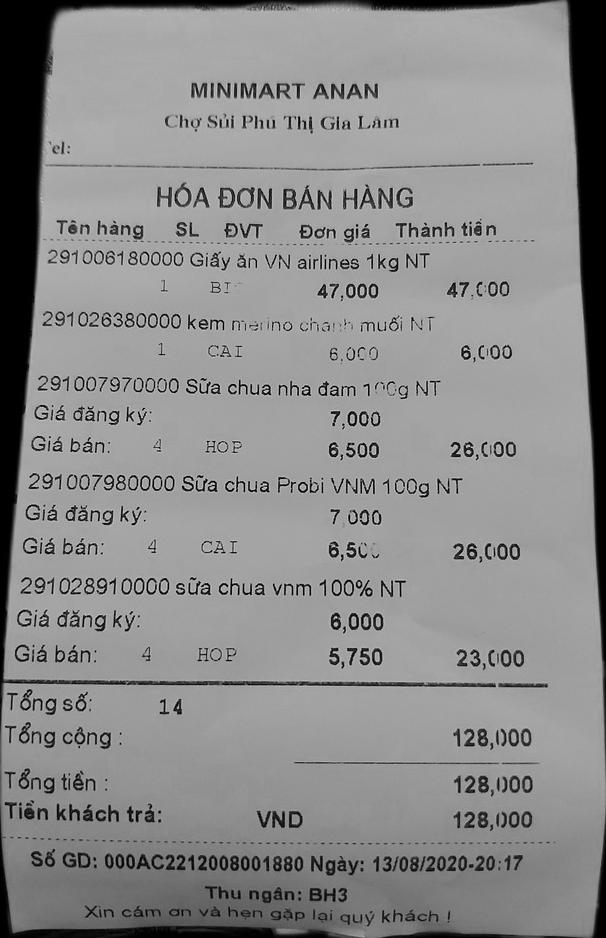 MINIMART ANAN
Chợ Sủi Phú Thị Gia Lâm
Tel:
HÓA ĐƠN BÁN HÀNG
Tên hàng SL ĐVT Đơn giá Thành tiền
291006180000 Giấy ăn VN airlines 1kg NT
1 47,000 47,000
291026380000 kem merino chanh muối NT
1 CAI 6,000 6,000
291007970000 Sữa chua nha đam 100g NT
Giá đăng ký: 7,000
Giá bán: 4 HOP 6,500 26,000
291007980000 Sữa chua Probi VNM 100g NT
Giá đăng ký: 7,000
Giá bán: 4 CAI 6,500 26,000
291028910000 sữa chua vnm 100% NT
Giá đăng ký: 6,000
Giá bán: 4 HOP 5,750 23,000
Tổng số: 14
Tổng cộng : 128,000
Tổng tiền : 128,000
Tiền khách trả: VND 128,000
Số GD: 000AC2212008001880 Ngày: 13/08/2020-20:17
Thu ngân: BH3
Xin cám ơn và hẹn gặp lại quý khách !